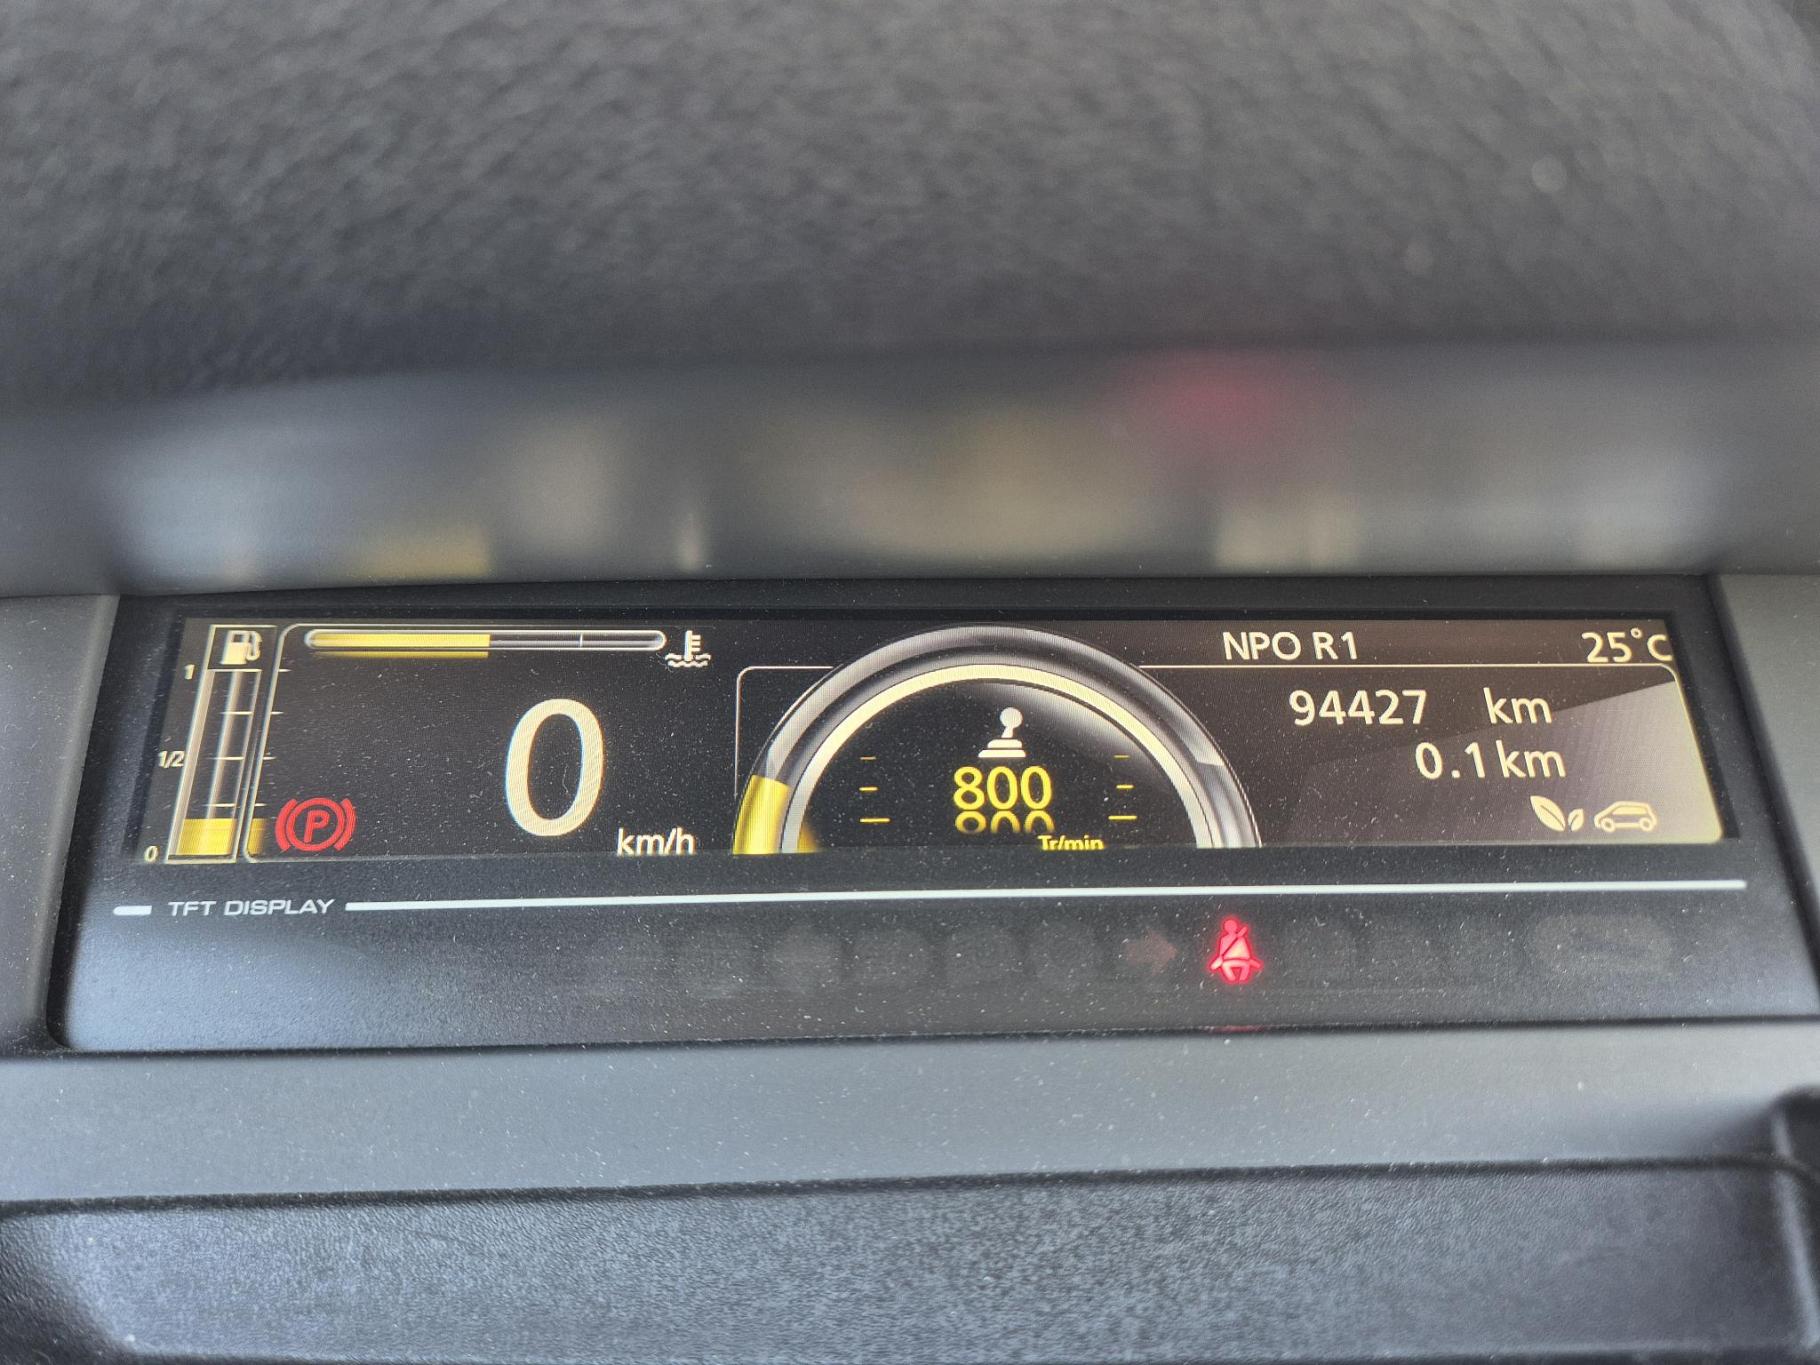 NPO R1 25°C
1
94427 km
0.1 km
1/2
0
800
P
0
km/h
Tr/min
TFT DISPLAY